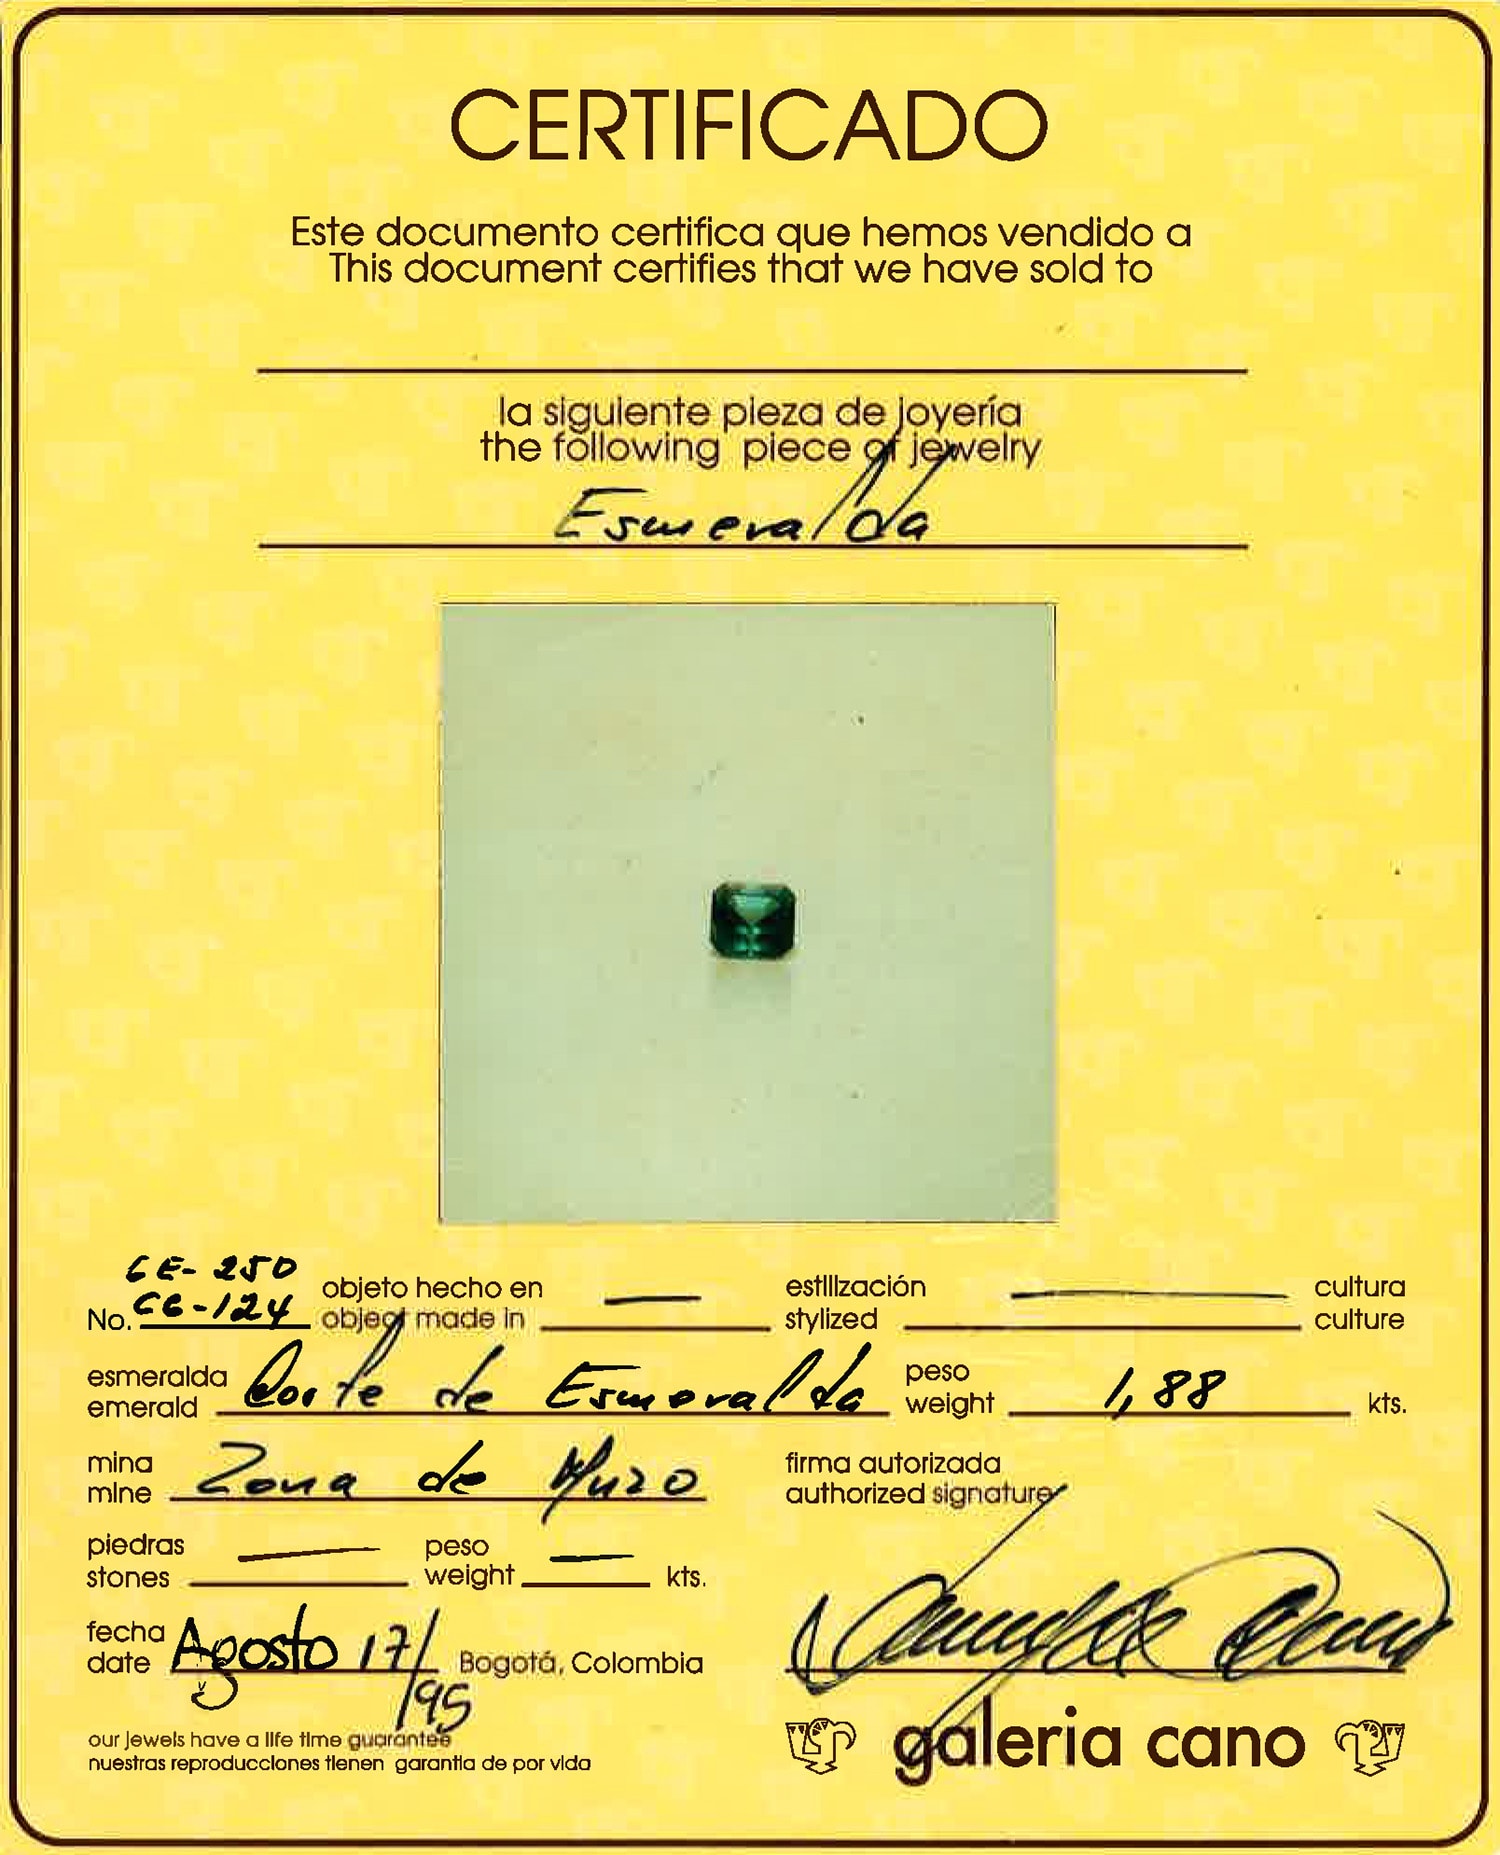 CERTIFICADO
Este documento certifica que hemos vendido a
This document certifies that we have sold to
la siguiente pieza de joyería
the following piece of jewelry
Esmeralda
CE-250
No. CG-124
objeto hecho en —
object made in
estilización — cultura
stylized culture
esmeralda
emerald Corte de Esmeralda
peso
weight 1,88 kts.
mina
mine Zona de Muzo
firma autorizada
authorized signature
piedras —
stones
peso —
weight kts.
fecha
date Agosto 17/95 Bogotá, Colombia
our jewels have a life time guarantee
nuestras reproducciones tienen garantía de por vida
galeria cano